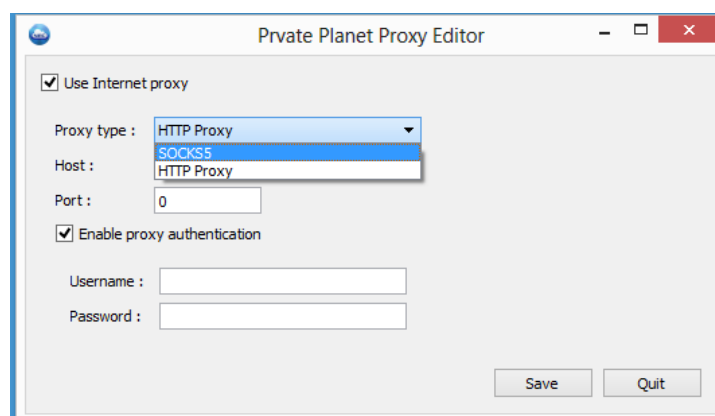 Prvate Planet Proxy Editor
Use Internet proxy
Proxy type : HTTP Proxy
SOCKS5
Host :
HTTP Proxy
Port : 0
Enable proxy authentication
Username :
Password :
Save Quit